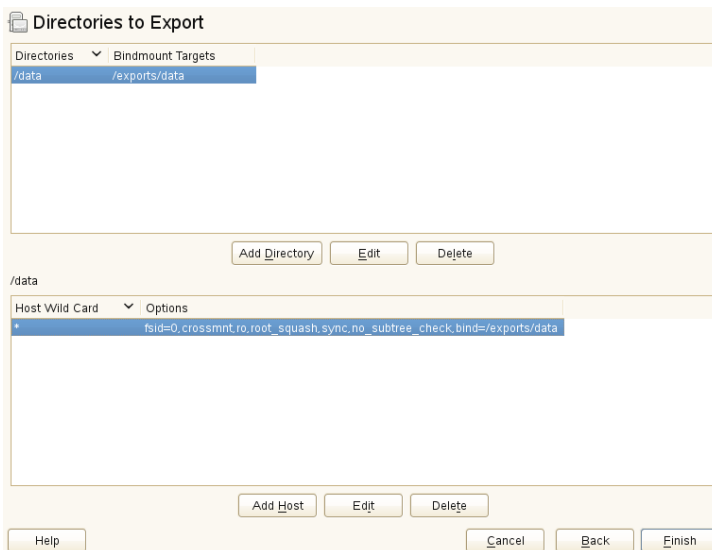 Directories to Export
Directories Bindmount Targets
/data /exports/data
Add Directory Edit Delete
/data
Host Wild Card Options
* fsid=0,crossmnt,ro,root_squash,sync,no_subtree_check,bind=/exports/data
Add Host Edit Delete
Help Cancel Back Finish